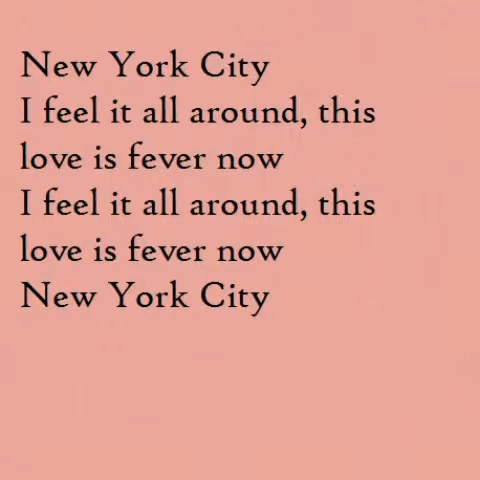 New York City
I feel it all around, this
love is fever now
I feel it all around, this
love is fever now
New York City